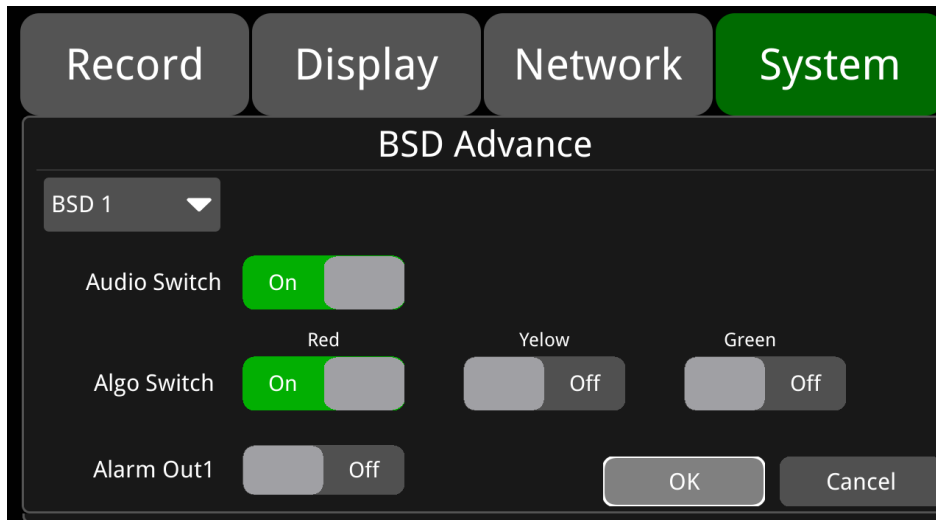 Record Display Network System
BSD Advance
BSD 1
Audio Switch On
Red Yelow Green
Algo Switch On Off Off
Alarm Out1 Off OK Cancel